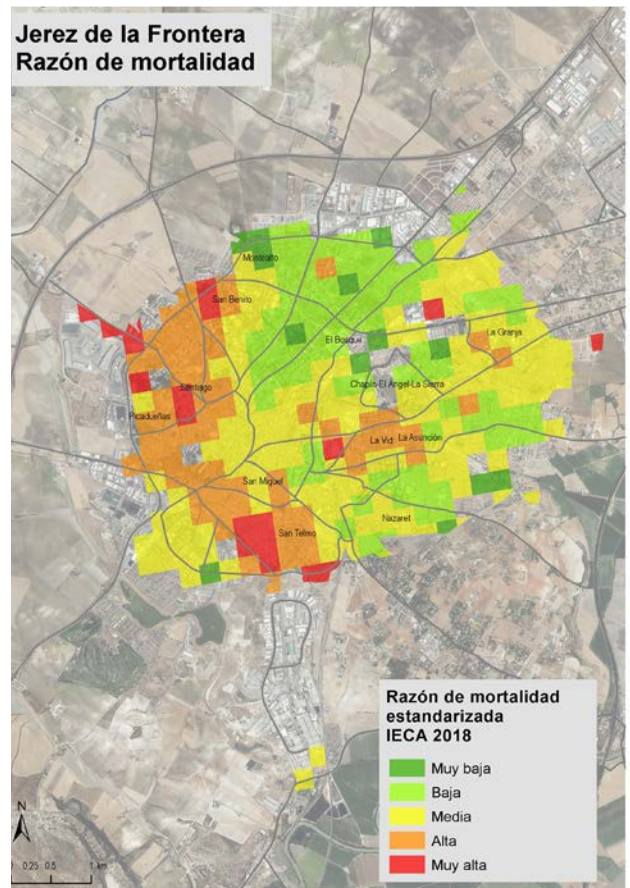 Jerez de la Frontera
Razón de mortalidad
Montealto
San Benito
El Bosque
La Granja
Santiago
Chapín-El Ángel-La Sierra
Picadueñas
La Vid
La Asunción
San Miguel
San Telmo
Nazaret
Razón de mortalidad
estandarizada
IECA 2018
Muy baja
Baja
Media
Alta
Muy alta
N
0 0.25 0.5 1 km